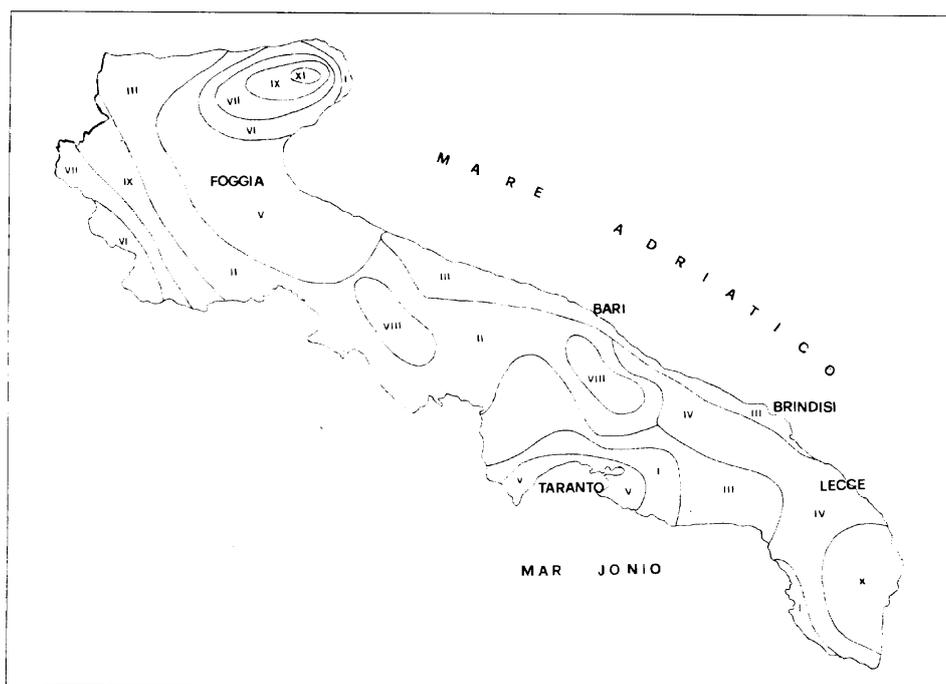 III
IX
XI
I
VII
VI
VII
IX
FOGGIA
V
VI
II
MARE ADRIATICO
III
BARI
VIII
II
VIII
IV
III
BRINDISI
I
V
TARANTO
V
III
LECCE
IV
MAR JONIO
X
I